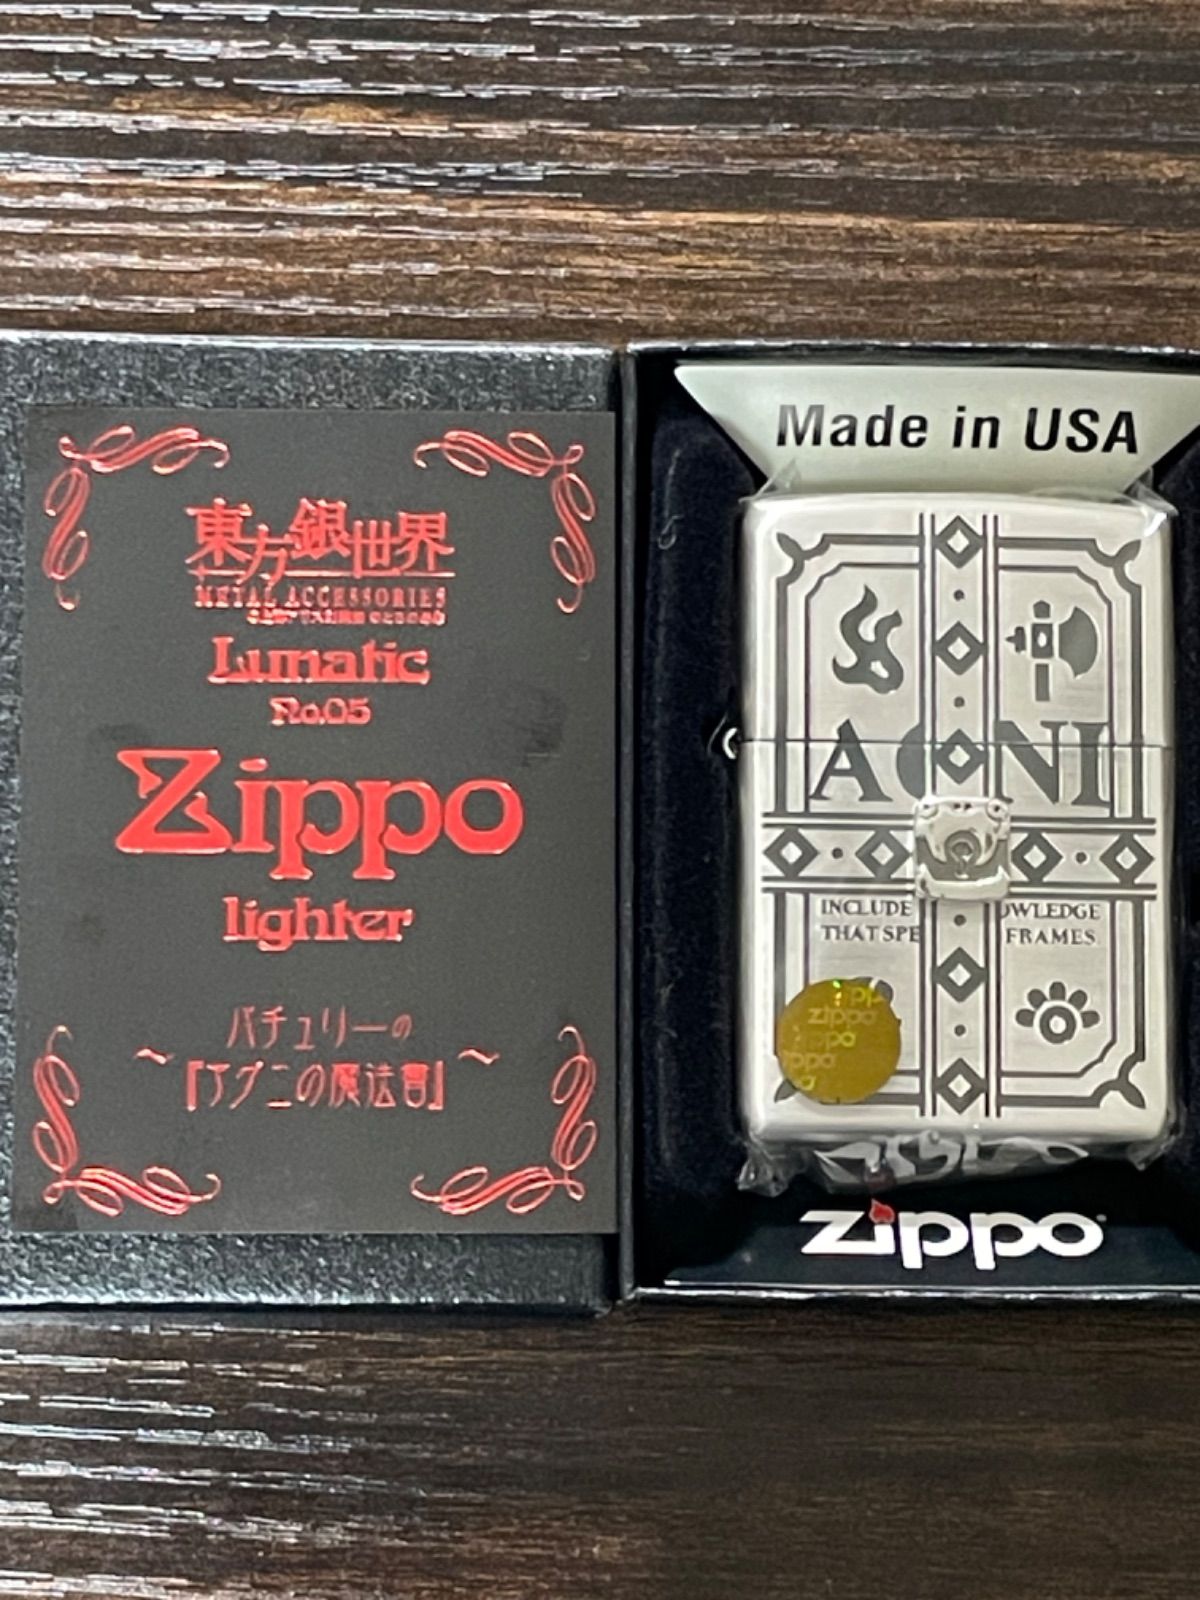 東方銀世界
METAL ACCESSORIES
Lunatic
No.05
Zippo
lighter
パチュリーの
～『アグニの魔法書』～
Made in USA
AGNI
INCLUDE OWLEDGE
THAT SPE FRAMES
zippo
zippo
zippo
Zippo